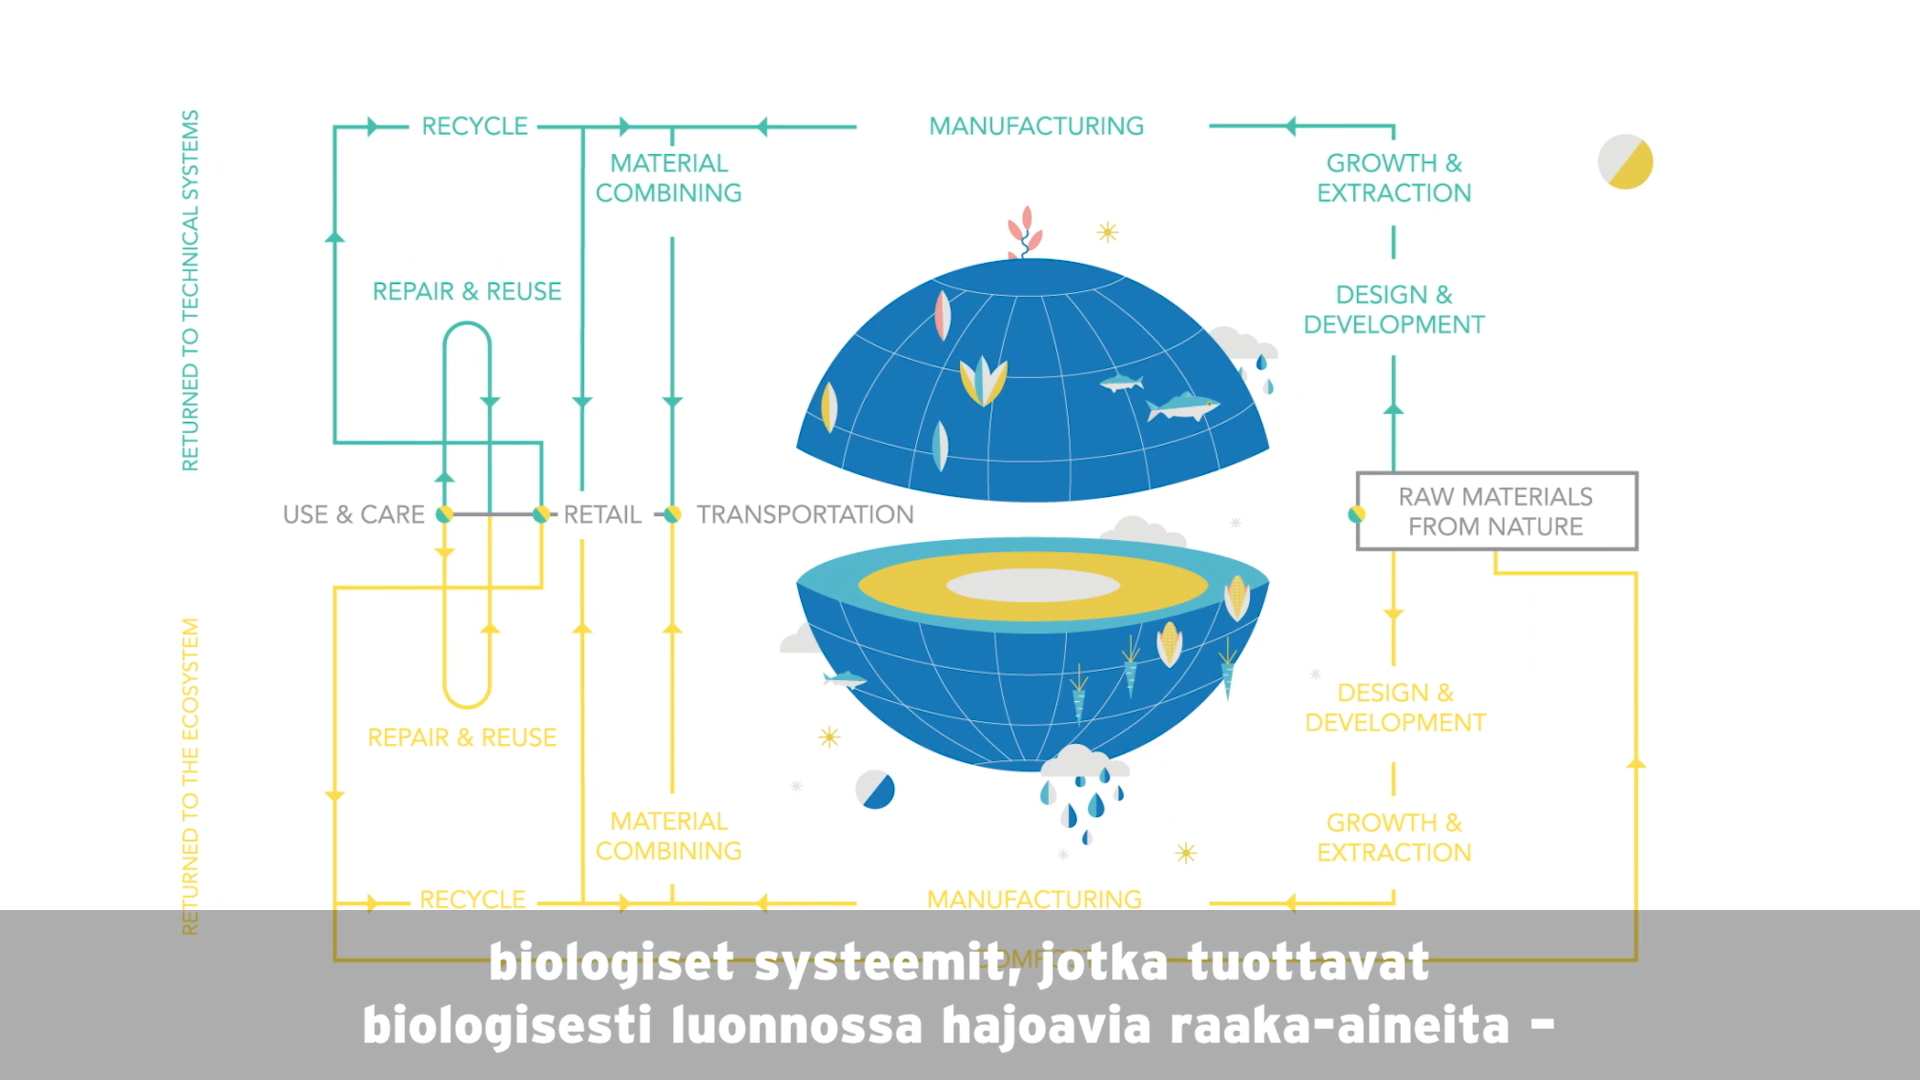 RETURNED TO TECHNICAL SYSTEMS
RECYCLE
MATERIAL
COMBINING
MANUFACTURING
GROWTH &
EXTRACTION
REPAIR & REUSE
DESIGN &
DEVELOPMENT
USE & CARE
RETAIL
TRANSPORTATION
RAW MATERIALS
FROM NATURE
RETURNED TO THE ECOSYSTEM
REPAIR & REUSE
DESIGN &
DEVELOPMENT
MATERIAL
COMBINING
GROWTH &
EXTRACTION
RECYCLE
MANUFACTURING
biologiset systeemit, jotka tuottavat
biologisesti luonnossa hajoavia raaka-aineita –